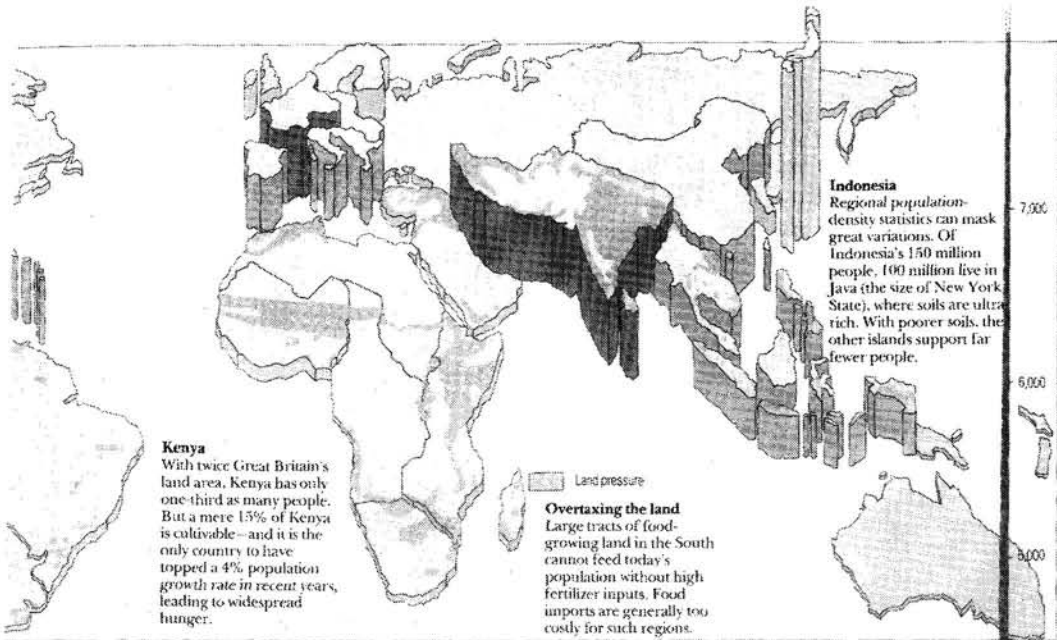 Indonesia
Regional population-
density statistics can mask
great variations. Of
Indonesia's 150 million
people, 100 million live in
Java (the size of New York
State), where soils are ultra
rich. With poorer soils, the
other islands support far
fewer people.
7,000
6,000
5,000
Kenya
With twice Great Britain's
land area, Kenya has only
one-third as many people.
But a mere 15% of Kenya
is cultivable—and it is the
only country to have
topped a 4% population
growth rate in recent years,
leading to widespread
hunger.
Land pressure
Overtaxing the land
Large tracts of food-
growing land in the South
cannot feed today's
population without high
fertilizer inputs. Food
imports are generally too
costly for such regions.